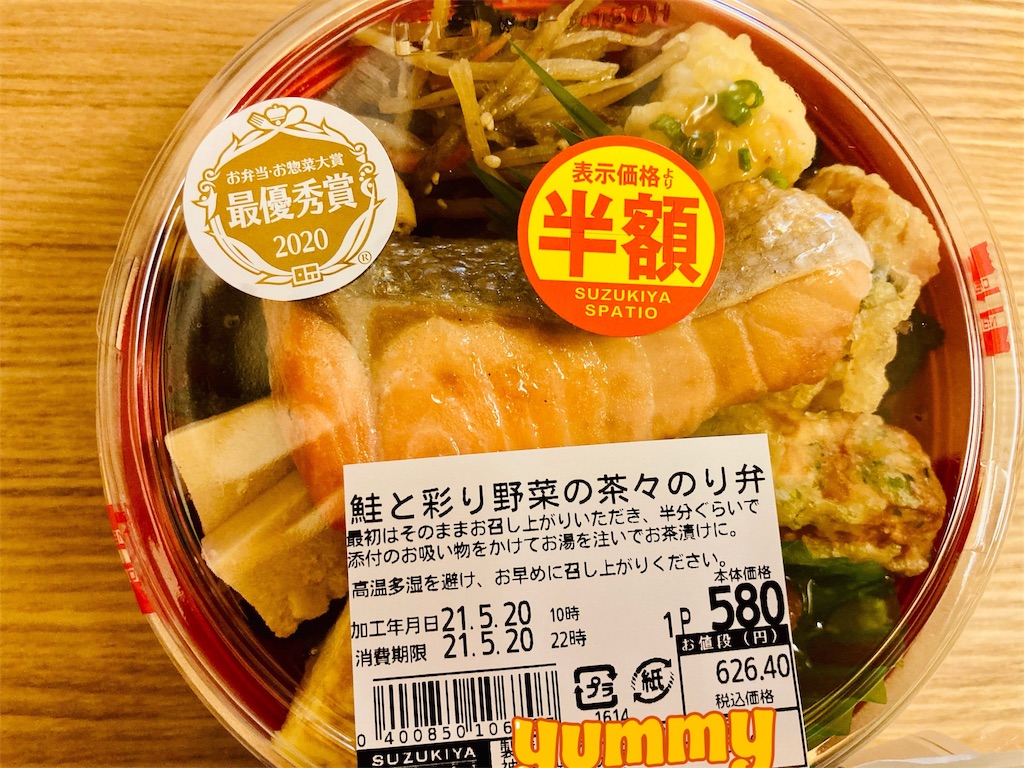 お弁当・お惣菜大賞
最優秀賞
2020
®
表示価格より
半額
SUZUKIYA
SPATIO
鮭と彩り野菜の茶々のり弁
最初はそのままお召し上がりいただき、半分ぐらいで
添付のお吸い物をかけてお湯を注いでお茶漬けに。
高温多湿を避け、お早めに召し上がりください。
加工年月日 21.5.20 10時
消費期限 21.5.20 22時
1P
本体価格
580
お値段(円)
626.40
税込価格
プラ
紙
1614
0 400850 106
SUZUKIYA
yummy